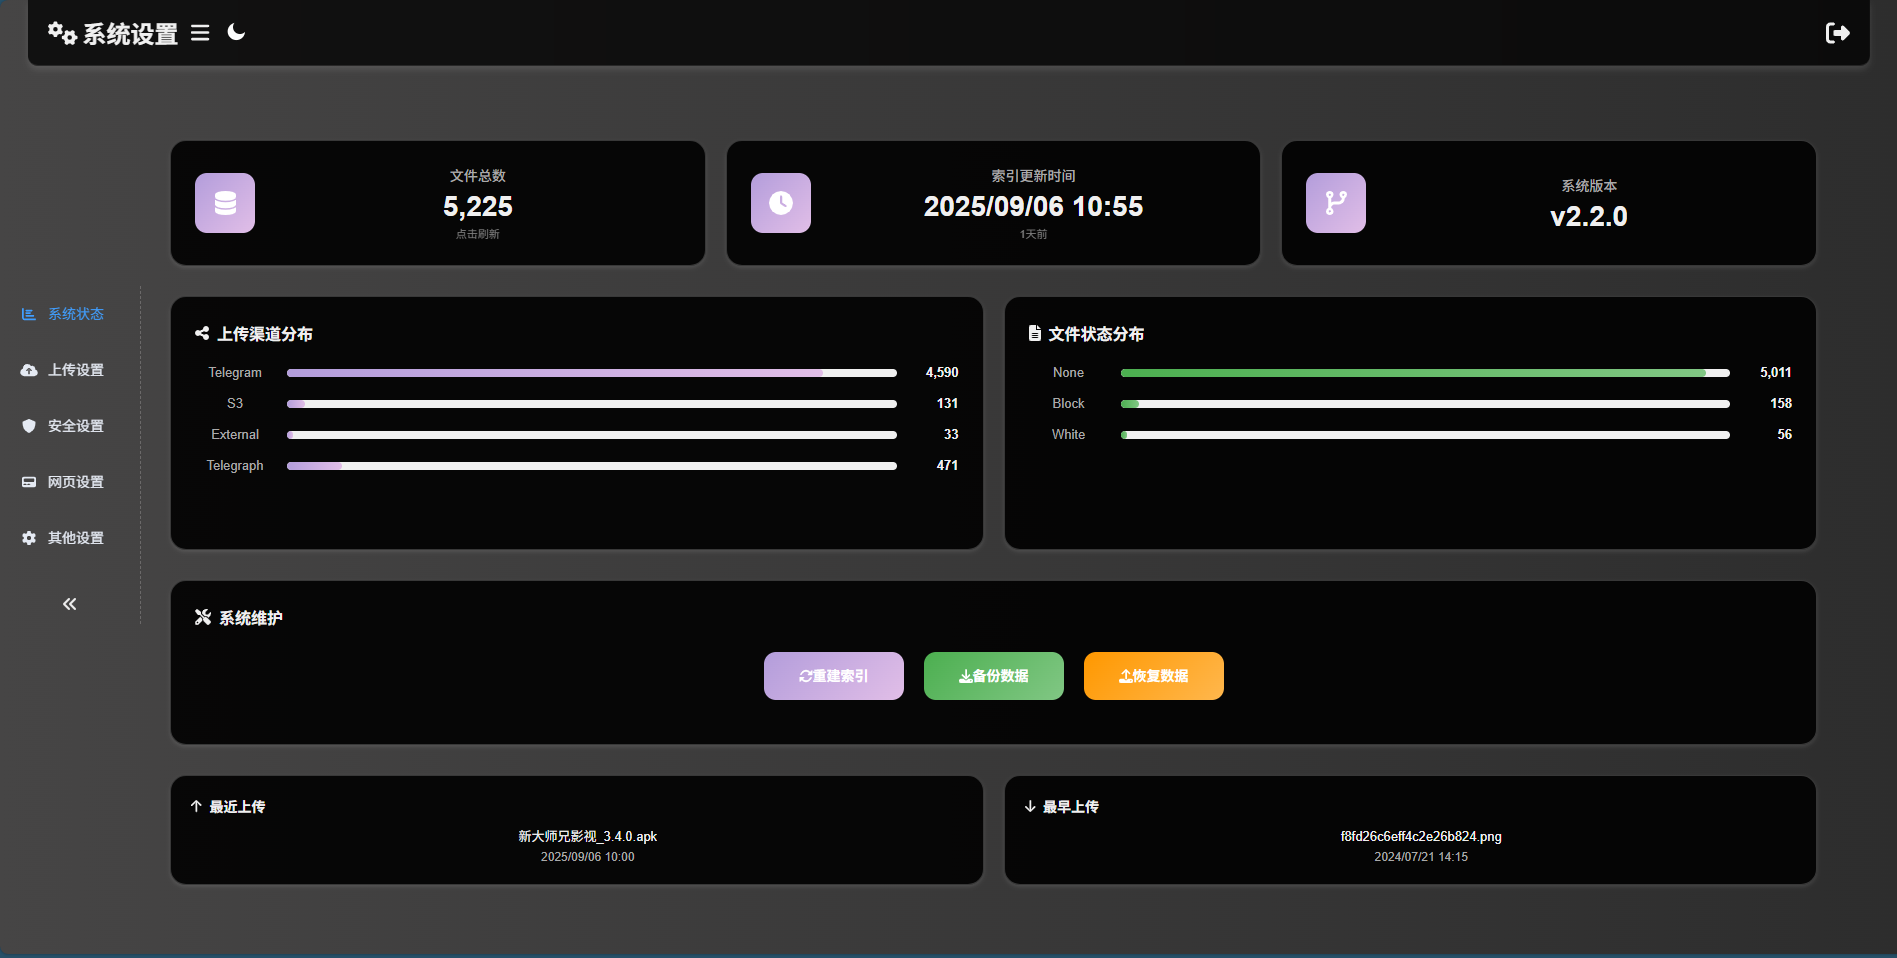 系统设置
文件总数
5,225
点击刷新
索引更新时间
2025/09/06 10:55
1天前
系统版本
v2.2.0
系统状态
上传设置
安全设置
网页设置
其他设置
上传渠道分布
Telegram 4,590
S3 131
External 33
Telegraph 471
文件状态分布
None 5,011
Block 158
White 56
系统维护
重建索引 备份数据 恢复数据
最近上传
新大师兄影视_3.4.0.apk
2025/09/06 10:00
最早上传
f8fd26c6eff4c2e26b824.png
2024/07/21 14:15